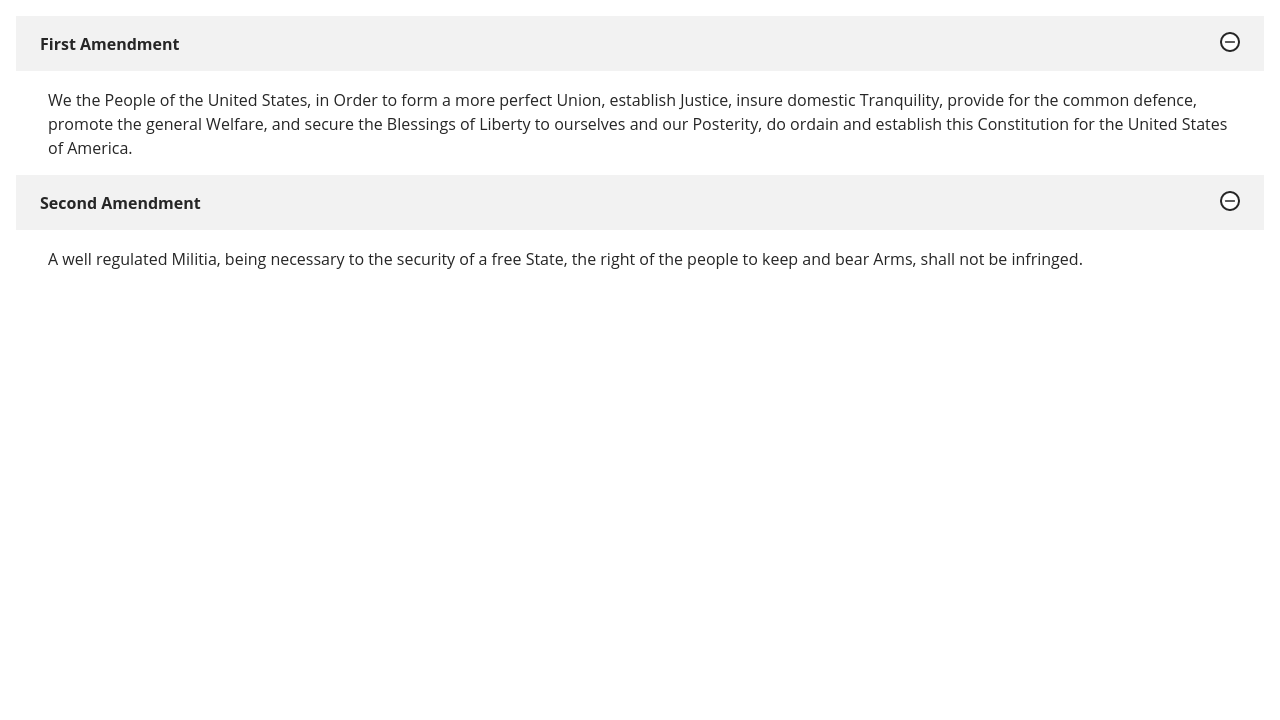 First Amendment
We the People of the United States, in Order to form a more perfect Union, establish Justice, insure domestic Tranquility, provide for the common defence,
promote the general Welfare, and secure the Blessings of Liberty to ourselves and our Posterity, do ordain and establish this Constitution for the United States
of America.
Second Amendment
A well regulated Militia, being necessary to the security of a free State, the right of the people to keep and bear Arms, shall not be infringed.